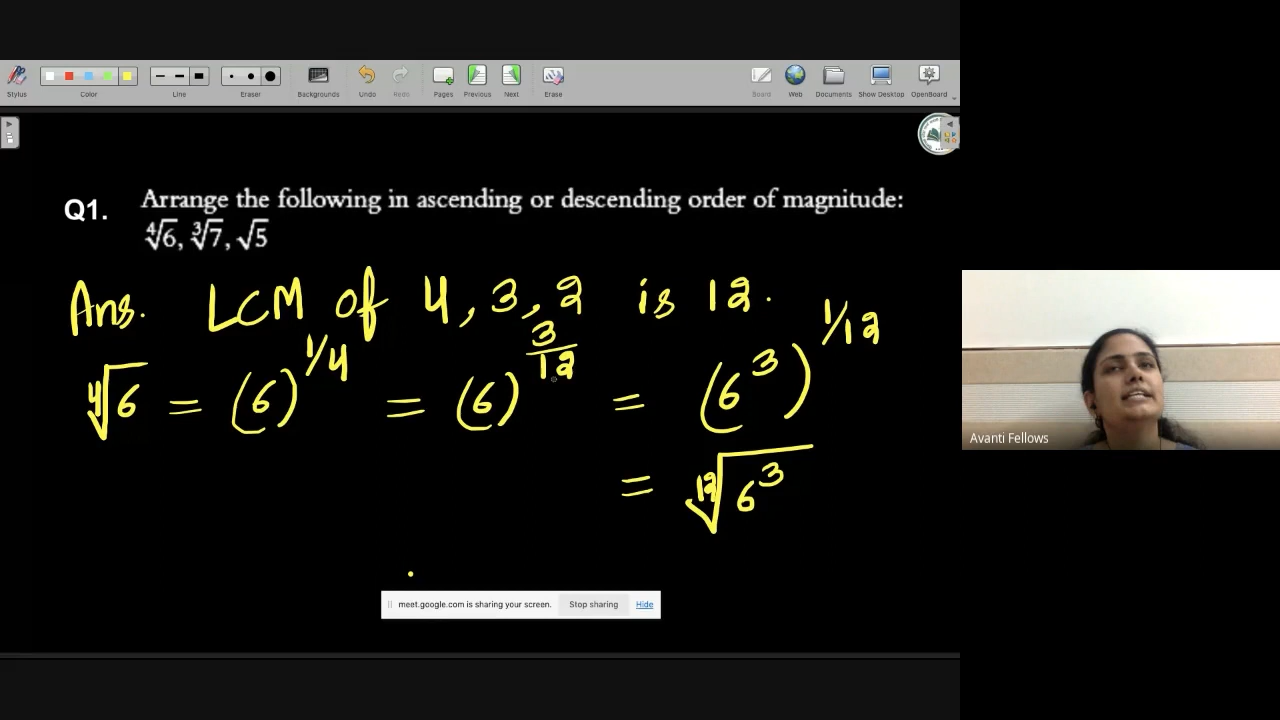 Stylus Color Line Eraser Backgrounds Undo Redo Pages Previous Next Erase Board Web Documents Show Desktop OpenBoard
Q1. Arrange the following in ascending or descending order of magnitude:
∜6, ∛7, √5
Ans. LCM of 4, 3, 2 is 12.
∜6 = (6)^1/4 = (6)^3/12 = (6^3)^1/12
= ¹²√6^3
Avanti Fellows
meet.google.com is sharing your screen. Stop sharing Hide